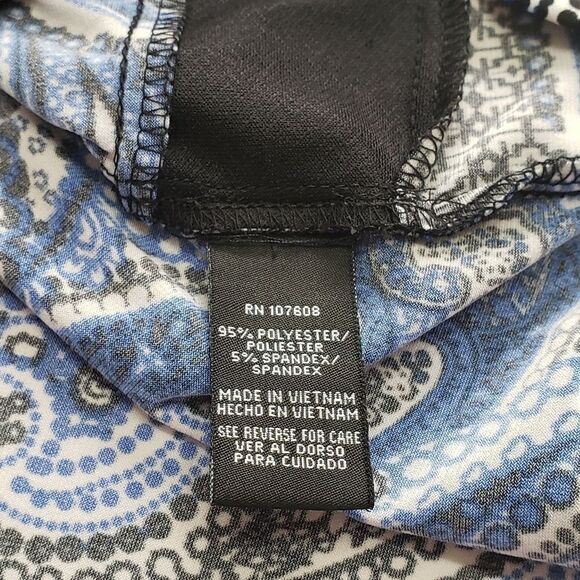 RN 107608
95% POLYESTER/
POLIESTER
5% SPANDEX/
SPANDEX
MADE IN VIETNAM
HECHO EN VIETNAM
SEE REVERSE FOR CARE
VER AL DORSO
PARA CUIDADO